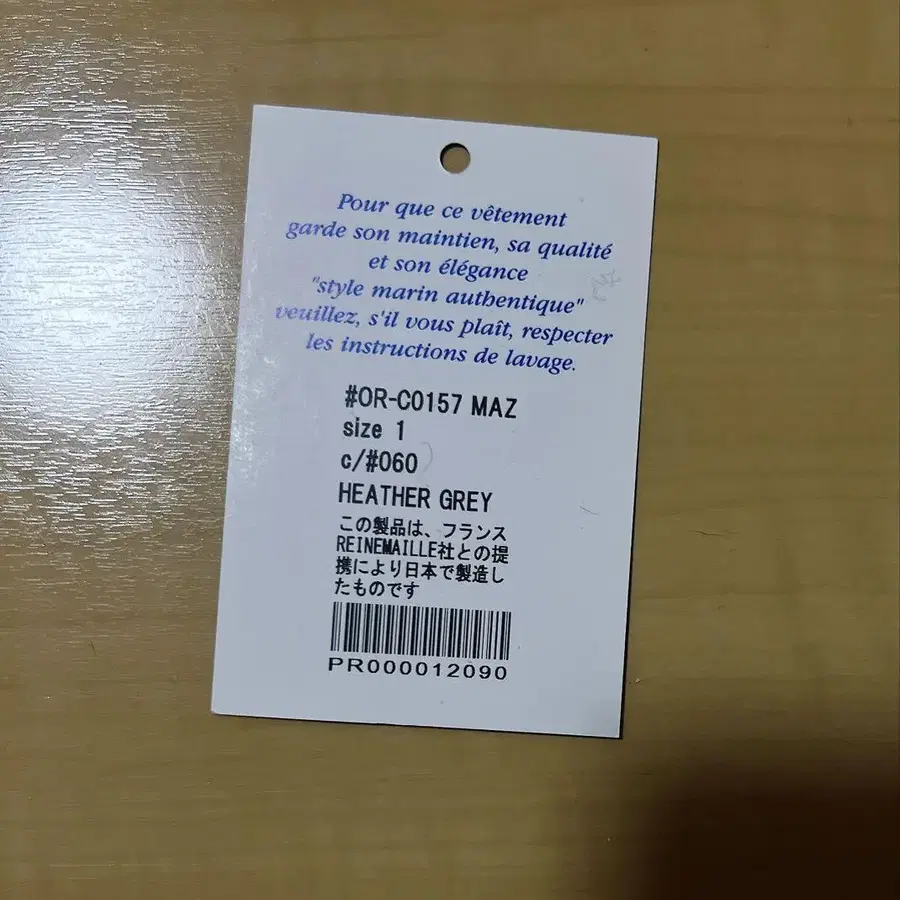 Pour que ce vêtement
garde son maintien, sa qualité
et son élégance
"style marin authentique"
veuillez, s'il vous plaît, respecter
les instructions de lavage.
#OR-C0157 MAZ
size 1
c/#060
HEATHER GREY
この製品は、フランス
REINEMAILLE社との提
携により日本で製造し
たものです
PR000012090